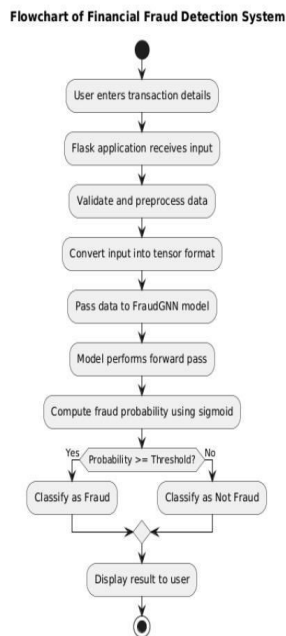 Flowchart of Financial Fraud Detection System
User enters transaction details
Flask application receives input
Validate and preprocess data
Convert input into tensor format
Pass data to FraudGNN model
Model performs forward pass
Compute fraud probability using sigmoid
Yes
Probability >= Threshold?
No
Classify as Fraud
Classify as Not Fraud
Display result to user